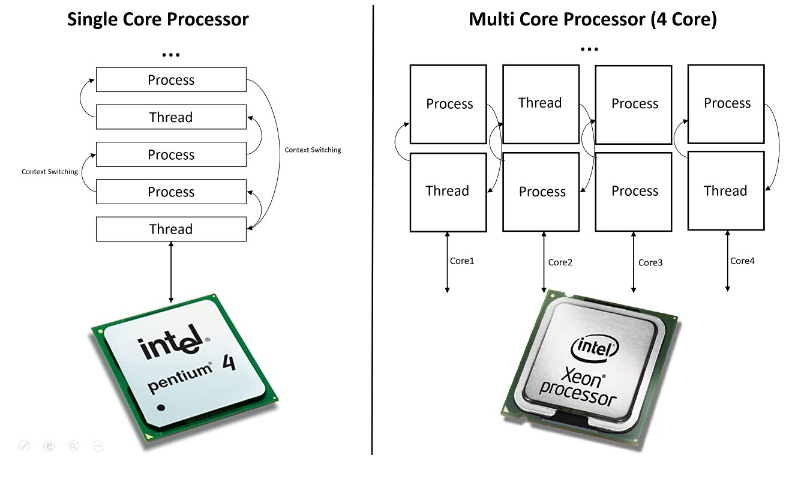 Single Core Processor
...
Process
Thread
Process
Process
Thread
Context Switching
Context Switching
intel®
pentium® 4
Multi Core Processor (4 Core)
...
Process
Thread
Process
Process
Thread
Process
Process
Thread
Core1
Core2
Core3
Core4
intel®
Xeon®
processor